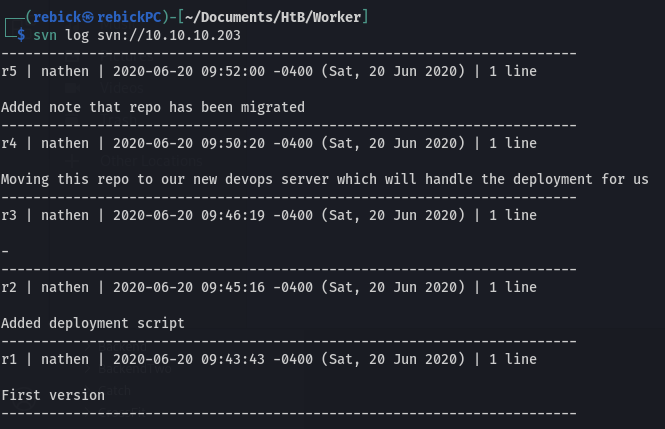 ┌──(rebick㉿rebickPC)-[~/Documents/HtB/Worker]
└─$ svn log svn://10.10.10.203
------------------------------------------------------------------------
r5 | nathen | 2020-06-20 09:52:00 -0400 (Sat, 20 Jun 2020) | 1 line
Added note that repo has been migrated
------------------------------------------------------------------------
r4 | nathen | 2020-06-20 09:50:20 -0400 (Sat, 20 Jun 2020) | 1 line
Moving this repo to our new devops server which will handle the deployment for us
------------------------------------------------------------------------
r3 | nathen | 2020-06-20 09:46:19 -0400 (Sat, 20 Jun 2020) | 1 line
-
------------------------------------------------------------------------
r2 | nathen | 2020-06-20 09:45:16 -0400 (Sat, 20 Jun 2020) | 1 line
Added deployment script
------------------------------------------------------------------------
r1 | nathen | 2020-06-20 09:43:43 -0400 (Sat, 20 Jun 2020) | 1 line
First version
------------------------------------------------------------------------